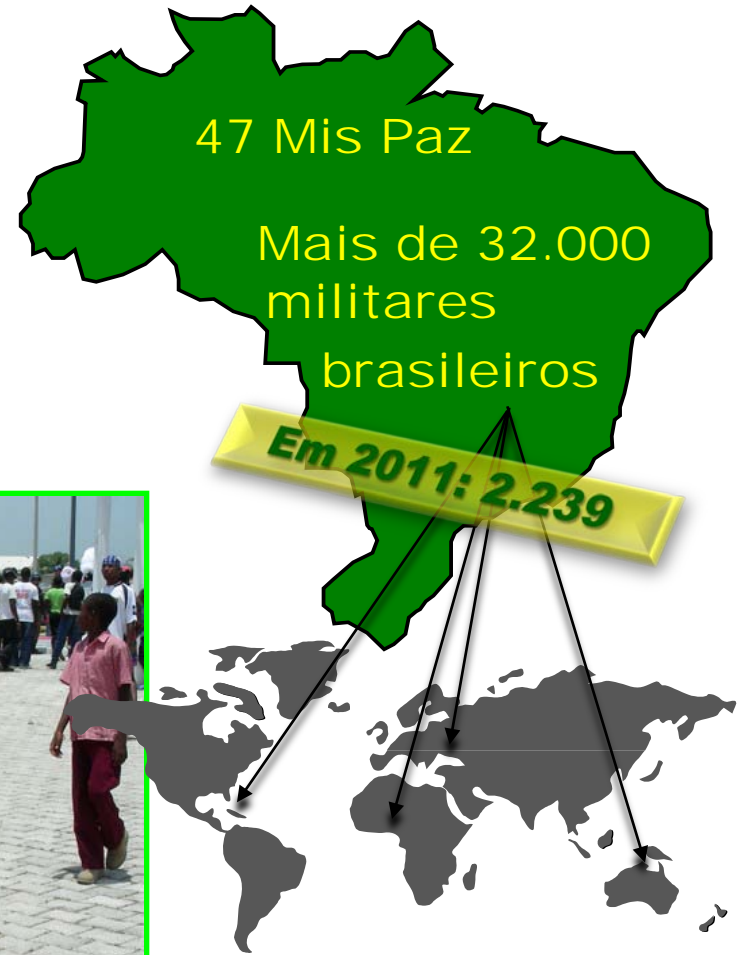 47 Mis Paz
Mais de 32.000
militares
brasileiros
Em 2011: 2.239